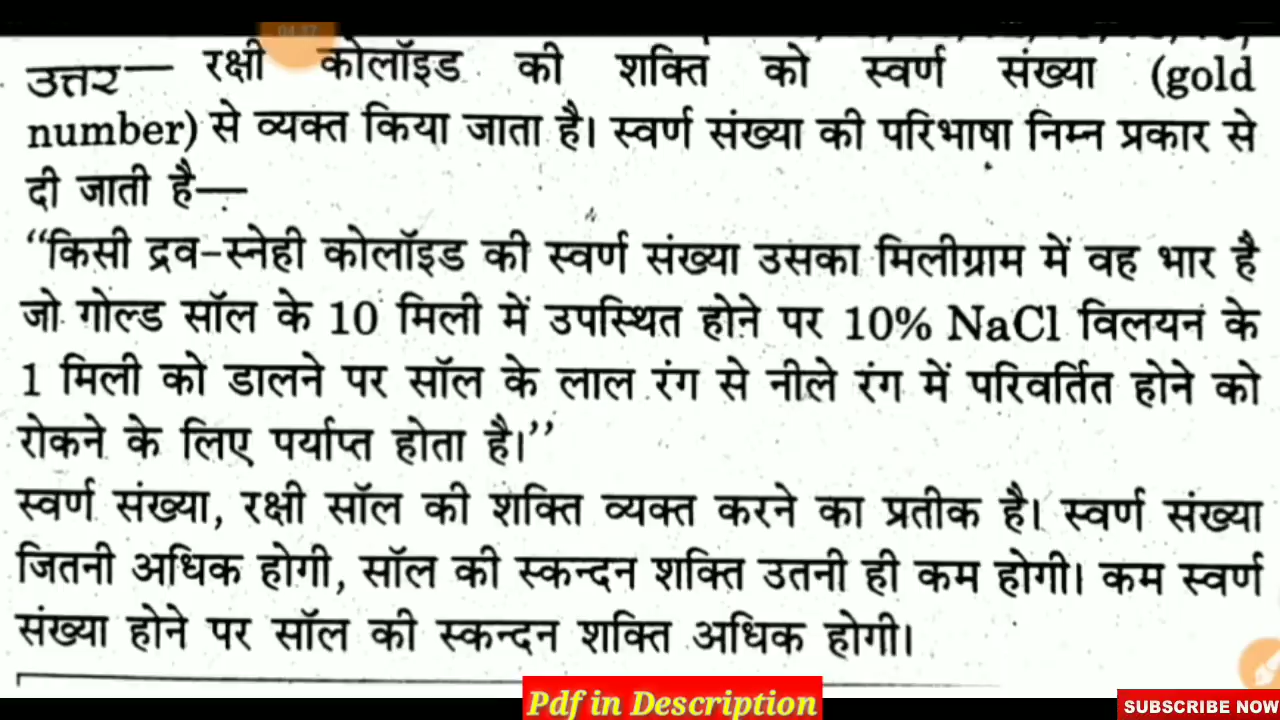 04:37
उत्तर— रक्षी कोलॉइड की शक्ति को स्वर्ण संख्या (gold
number) से व्यक्त किया जाता है। स्वर्ण संख्या की परिभाषा निम्न प्रकार से
दी जाती है—
“किसी द्रव-स्नेही कोलॉइड की स्वर्ण संख्या उसका मिलीग्राम में वह भार है
जो गोल्ड सॉल के 10 मिली में उपस्थित होने पर 10% NaCl विलयन के
1 मिली को डालने पर सॉल के लाल रंग से नीले रंग में परिवर्तित होने को
रोकने के लिए पर्याप्त होता है।”
स्वर्ण संख्या, रक्षी सॉल की शक्ति व्यक्त करने का प्रतीक है। स्वर्ण संख्या
जितनी अधिक होगी, सॉल की स्कन्दन शक्ति उतनी ही कम होगी। कम स्वर्ण
संख्या होने पर सॉल की स्कन्दन शक्ति अधिक होगी।
Pdf in Description
SUBSCRIBE NOW